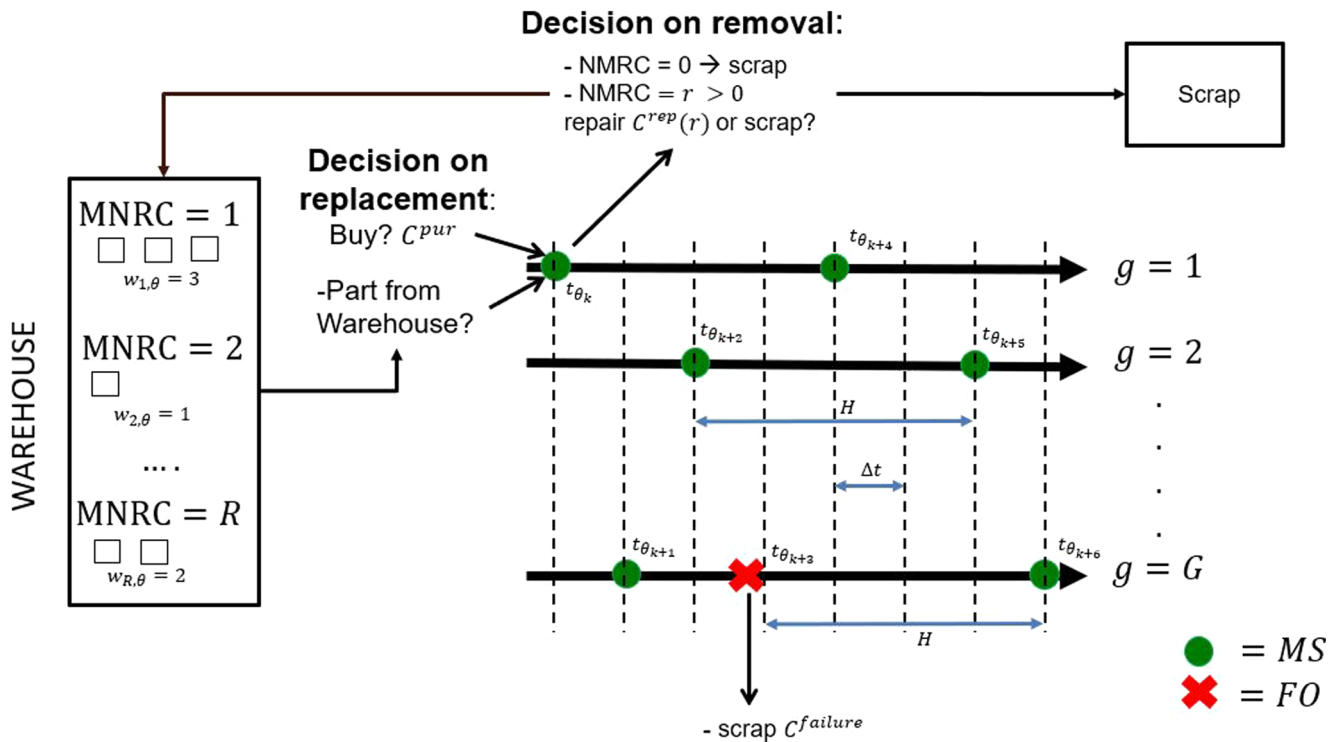 Decision on removal:
- NMRC = 0 → scrap
- NMRC = r > 0
repair C^rep(r) or scrap?
Scrap
Decision on
replacement:
Buy? C^pur
-Part from
Warehouse?
WAREHOUSE
MNRC = 1
w_{1,θ} = 3
MNRC = 2
w_{2,θ} = 1
....
MNRC = R
w_{R,θ} = 2
t_{θ_k}
t_{θ_{k+4}}
g = 1
t_{θ_{k+2}}
t_{θ_{k+5}}
g = 2
H
Δt
.
.
.
.
t_{θ_{k+1}}
t_{θ_{k+3}}
t_{θ_{k+6}}
g = G
H
= MS
= FO
- scrap C^failure